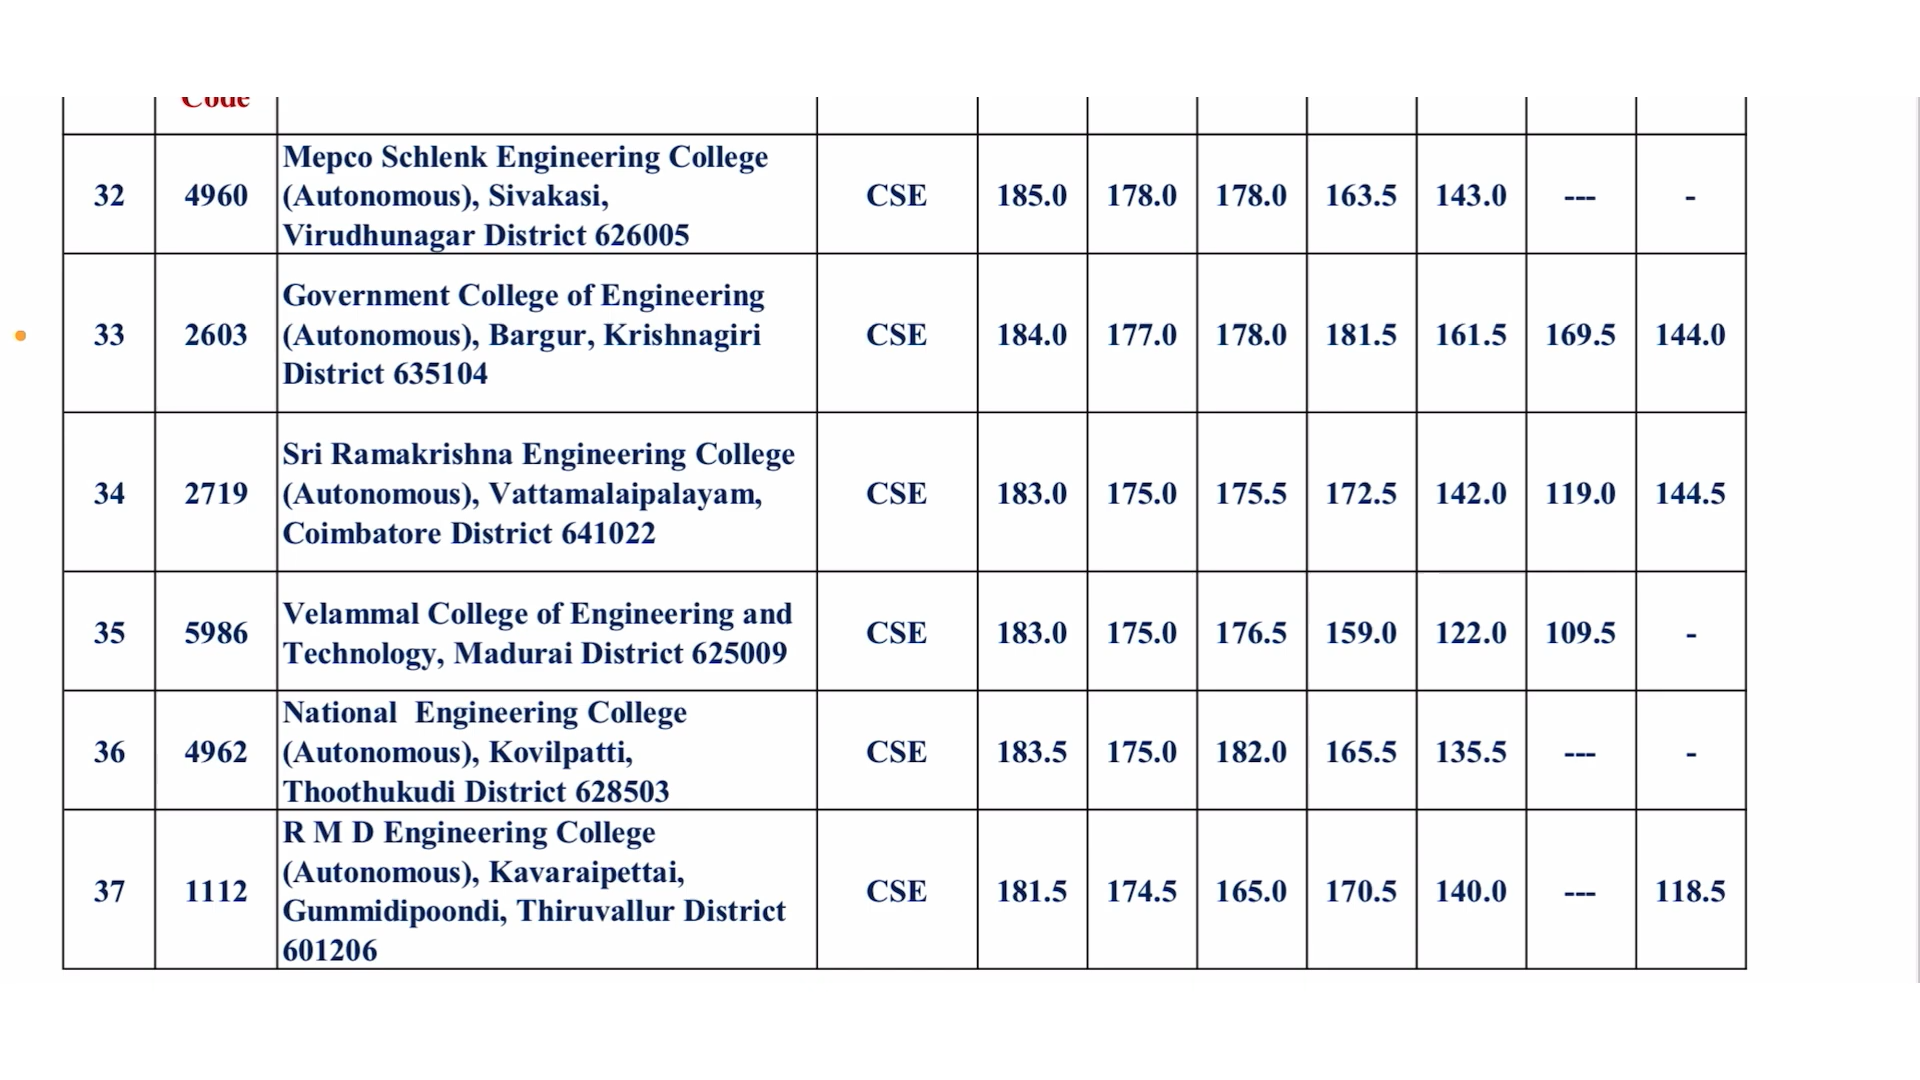 Code
32 4960 Mepco Schlenk Engineering College
(Autonomous), Sivakasi,
Virudhunagar District 626005 CSE 185.0 178.0 178.0 163.5 143.0 --- -
33 2603 Government College of Engineering
(Autonomous), Bargur, Krishnagiri
District 635104 CSE 184.0 177.0 178.0 181.5 161.5 169.5 144.0
34 2719 Sri Ramakrishna Engineering College
(Autonomous), Vattamalaipalayam,
Coimbatore District 641022 CSE 183.0 175.0 175.5 172.5 142.0 119.0 144.5
35 5986 Velammal College of Engineering and
Technology, Madurai District 625009 CSE 183.0 175.0 176.5 159.0 122.0 109.5 -
36 4962 National  Engineering College
(Autonomous), Kovilpatti,
Thoothukudi District 628503 CSE 183.5 175.0 182.0 165.5 135.5 --- -
37 1112 R M D Engineering College
(Autonomous), Kavaraipettai,
Gummidipoondi, Thiruvallur District
601206 CSE 181.5 174.5 165.0 170.5 140.0 --- 118.5